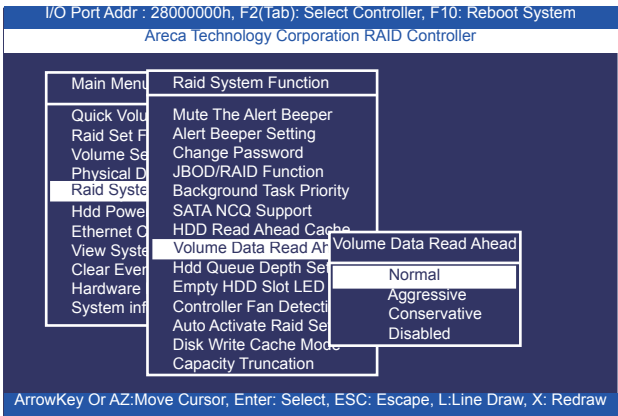 I/O Port Addr : 28000000h, F2(Tab): Select Controller, F10: Reboot System
Areca Technology Corporation RAID Controller
Main Menu
Quick Volu
Raid Set F
Volume Se
Physical D
Raid Syste
Hdd Powe
Ethernet C
View Syste
Clear Even
Hardware
System inf
Raid System Function
Mute The Alert Beeper
Alert Beeper Setting
Change Password
JBOD/RAID Function
Background Task Priority
SATA NCQ Support
HDD Read Ahead Cache
Volume Data Read Ah
Hdd Queue Depth Set
Empty HDD Slot LED
Controller Fan Detecti
Auto Activate Raid Se
Disk Write Cache Mode
Capacity Truncation
Volume Data Read Ahead
Normal
Aggressive
Conservative
Disabled
ArrowKey Or AZ:Move Cursor, Enter: Select, ESC: Escape, L:Line Draw, X: Redraw